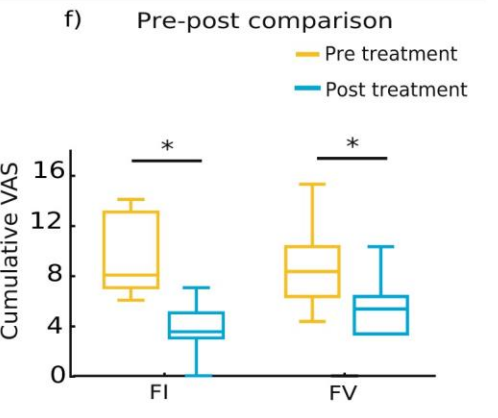 f) Pre-post comparison
Pre treatment
Post treatment
Cumulative VAS
* *
16
12
8
4
0
FI FV